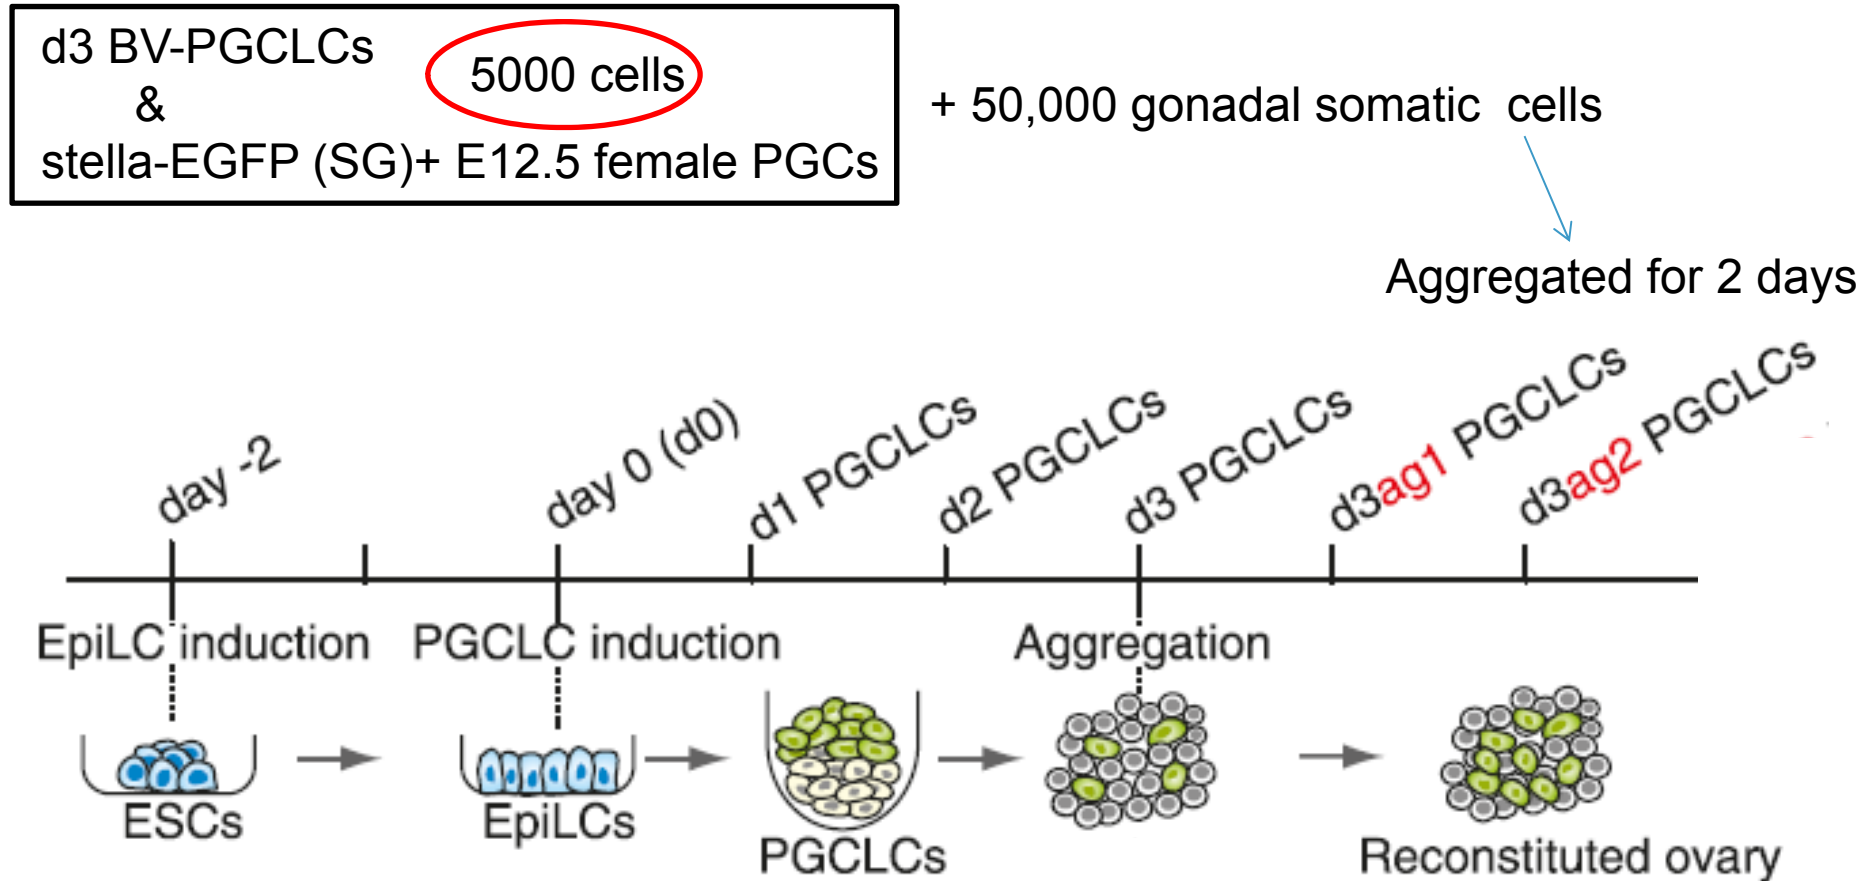 d3 BV-PGCLCs
&
5000 cells
stella-EGFP (SG)+ E12.5 female PGCs
+ 50,000 gonadal somatic cells
Aggregated for 2 days
day -2
day 0 (d0)
d1 PGCLCs
d2 PGCLCs
d3 PGCLCs
d3ag1 PGCLCs
d3ag2 PGCLCs
EpiLC induction
PGCLC induction
Aggregation
ESCs
EpiLCs
PGCLCs
Reconstituted ovary